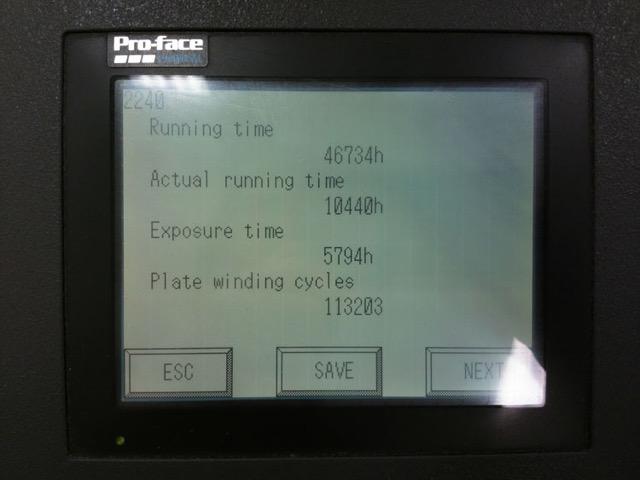 Pro-face
2240
Running time
46734h
Actual running time
10440h
Exposure time
5794h
Plate winding cycles
113203
ESC SAVE NEXT